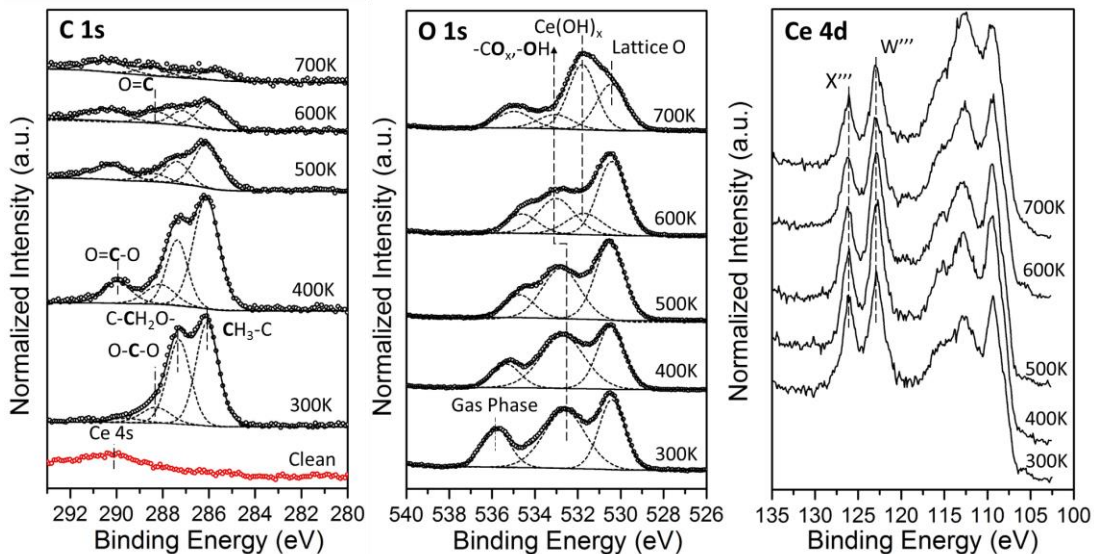 C 1s
700K
O=C
600K
500K
400K
O=C-O
C-CH₂O-
CH₃-C
O-C-O
300K
Ce 4s
Clean
292 290 288 286 284 282 280
Binding Energy (eV)
Normalized Intensity (a.u.)
O 1s
Ce(OH)ₓ
-COₓ,-OH
Lattice O
700K
600K
500K
400K
Gas Phase
300K
540 538 536 534 532 530 528 526
Binding Energy (eV)
Normalized Intensity (a.u.)
Ce 4d
W’’’
X’’’
700K
600K
500K
400K
300K
135 130 125 120 115 110 105 100
Binding Energy (eV)
Normalized Intensity (a.u.)